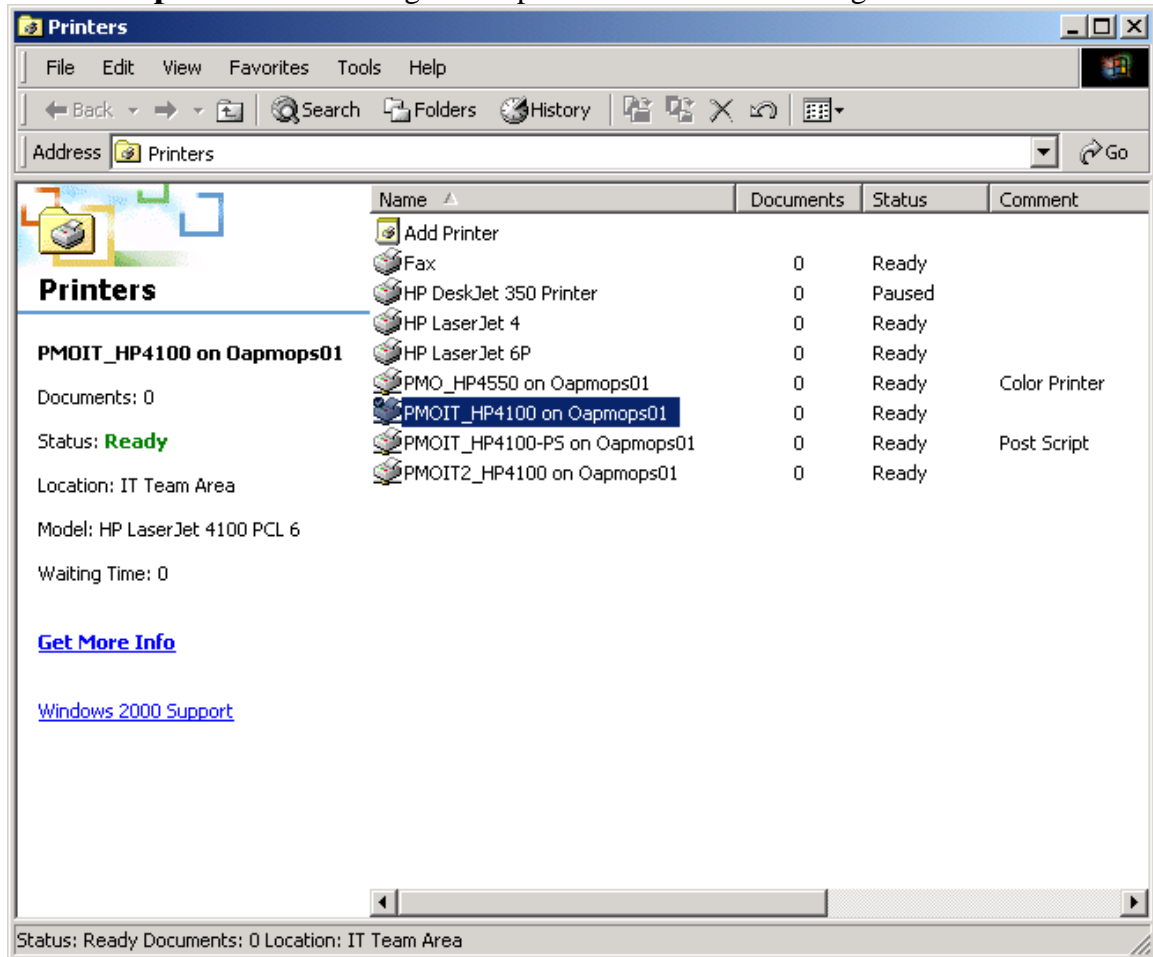 Printers
File Edit View Favorites Tools Help
Back Search Folders History
Address Printers Go
Printers
PMOIT_HP4100 on Oapmops01
Documents: 0
Status: Ready
Location: IT Team Area
Model: HP LaserJet 4100 PCL 6
Waiting Time: 0
Get More Info
Windows 2000 Support
Name Documents Status Comment
Add Printer
Fax 0 Ready
HP DeskJet 350 Printer 0 Paused
HP LaserJet 4 0 Ready
HP LaserJet 6P 0 Ready
PMO_HP4550 on Oapmops01 0 Ready Color Printer
PMOIT_HP4100 on Oapmops01 0 Ready
PMOIT_HP4100-PS on Oapmops01 0 Ready Post Script
PMOIT2_HP4100 on Oapmops01 0 Ready
Status: Ready Documents: 0 Location: IT Team Area